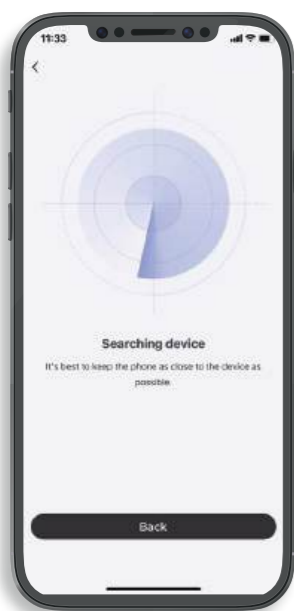 11:33
Searching device
It's best to keep the phone as close to the device as
possible
Back